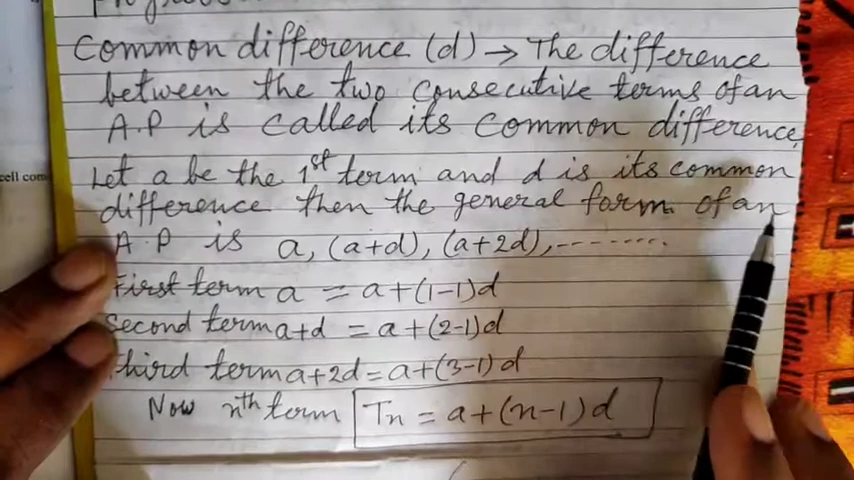 Common difference (d) → The difference
between the two consecutive terms of an
A.P is called its common difference.
Let a be the 1st term and d is its common
difference then the general form of an
A.P is a, (a+d), (a+2d),--------.
First term a = a+(1-1)d
Second term a+d = a+(2-1)d
Third term a+2d = a+(3-1)d
Now nth term Tn = a+(n-1)d
cell com